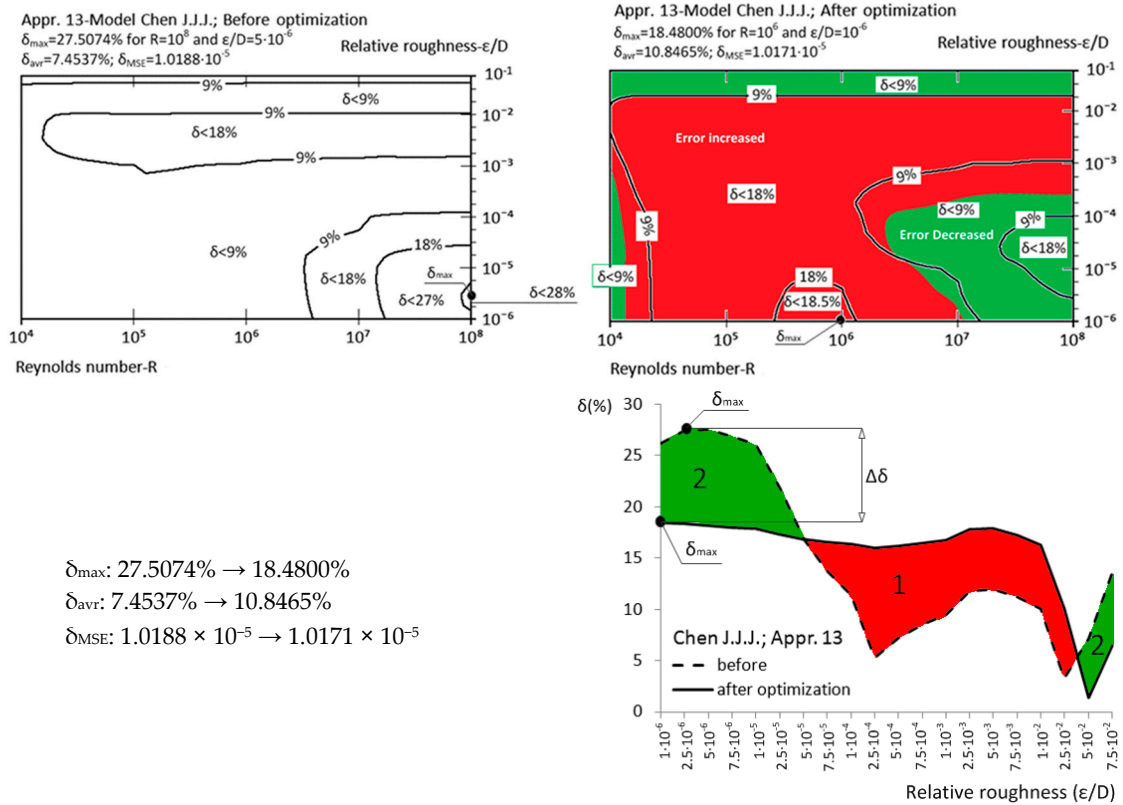 Appr. 13-Model Chen J.J.J.; Before optimization
δmax=27.5074% for R=10⁸ and ε/D=5·10⁻⁶
δavr=7.4537%; δMSE=1.0188·10⁻⁵
Relative roughness-ε/D
9%
δ<9%
9%
δ<18%
9%
δ<9%
9%
18%
δ<18%
δ<27%
δmax
δ<28%
10⁻¹
10⁻²
10⁻³
10⁻⁴
10⁻⁵
10⁻⁶
10⁴ 10⁵ 10⁶ 10⁷ 10⁸
Reynolds number-R
Appr. 13-Model Chen J.J.J.; After optimization
δmax=18.4800% for R=10⁶ and ε/D=10⁻⁶
δavr=10.8465%; δMSE=1.0171·10⁻⁵
Relative roughness-ε/D
δ<9%
9%
Error increased
9%
δ<18%
δ<9%
9%
9%
Error Decreased
δ<18%
δ<9%
18%
δ<18.5%
δmax
10⁻¹
10⁻²
10⁻³
10⁻⁴
10⁻⁵
10⁻⁶
10⁴ 10⁵ 10⁶ 10⁷ 10⁸
Reynolds number-R
δmax: 27.5074% → 18.4800%
δavr: 7.4537% → 10.8465%
δMSE: 1.0188 × 10⁻⁵ → 1.0171 × 10⁻⁵
δ(%)
30
25
20
15
10
5
0
δmax
2
Δδ
δmax
1
2
Chen J.J.J.; Appr. 13
before
after optimization
1·10⁻⁶
2.5·10⁻⁶
5·10⁻⁶
7.5·10⁻⁶
1·10⁻⁵
2.5·10⁻⁵
5·10⁻⁵
7.5·10⁻⁵
1·10⁻⁴
2.5·10⁻⁴
5·10⁻⁴
7.5·10⁻⁴
1·10⁻³
2.5·10⁻³
5·10⁻³
7.5·10⁻³
1·10⁻²
2.5·10⁻²
5·10⁻²
7.5·10⁻²
Relative roughness (ε/D)